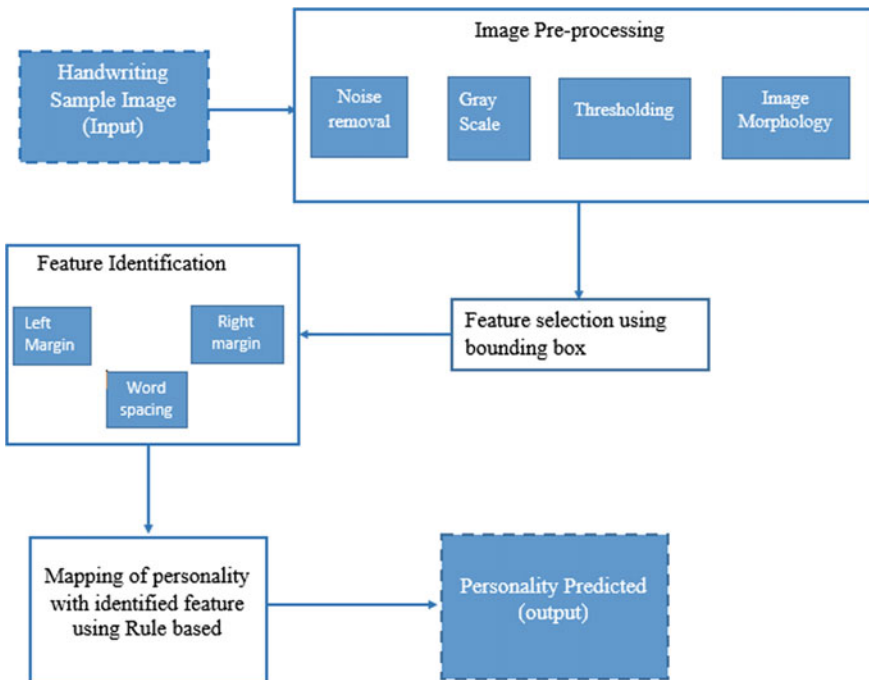 Image Pre-processing
Handwriting
Sample Image
(Input)
Noise
removal
Gray
Scale
Thresholding
Image
Morphology
Feature Identification
Left
Margin
Right
margin
Word
spacing
Feature selection using
bounding box
Mapping of personality
with identified feature
using Rule based
Personality Predicted
(output)